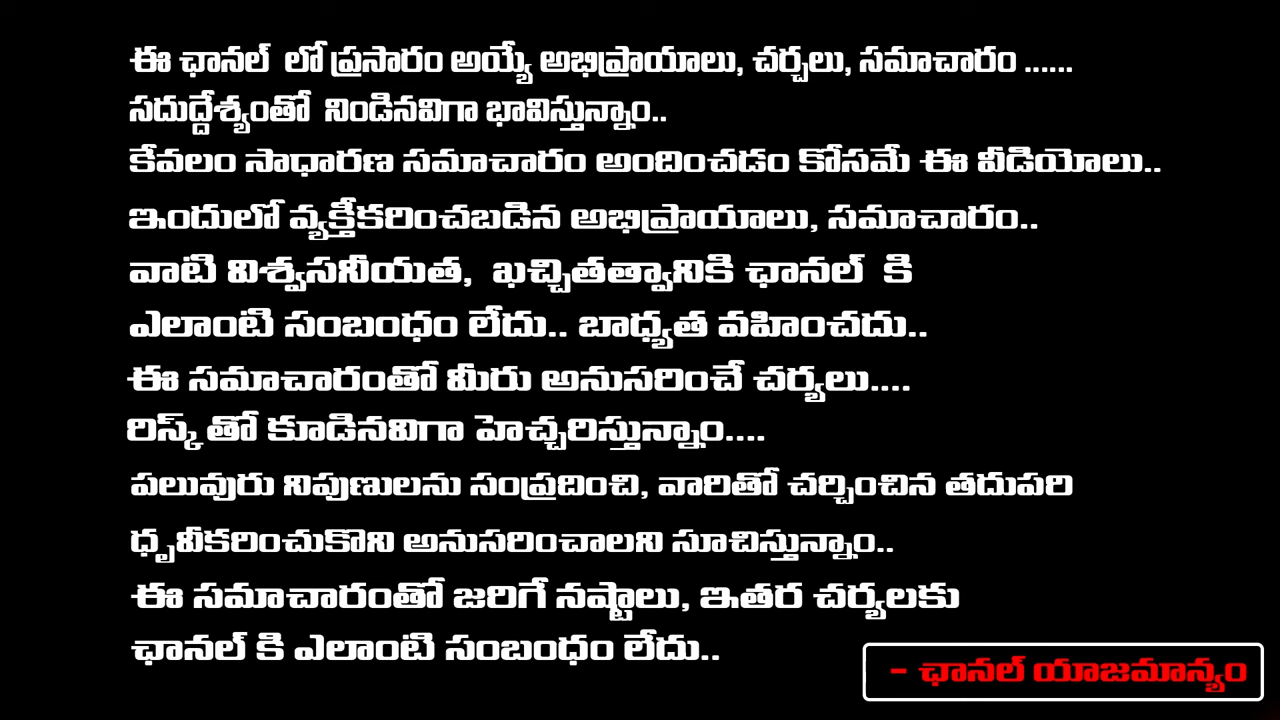 ఈ ఛానల్ లో ప్రసారం అయ్యే అభిప్రాయాలు, చర్చలు, సమాచారం ......
సదుద్దేశ్యంతో నిండినవిగా భావిస్తున్నాం..
కేవలం సాధారణ సమాచారం అందించడం కోసమే ఈ వీడియోలు..
ఇందులో వ్యక్తీకరించబడిన అభిప్రాయాలు, సమాచారం..
వాటి విశ్వసనీయత, ఖచ్చితత్వానికి ఛానల్ కి
ఎలాంటి సంబంధం లేదు.. బాధ్యత వహించదు..
ఈ సమాచారంతో మీరు అనుసరించే చర్యలు....
రిస్క్ తో కూడినవిగా హెచ్చరిస్తున్నాం....
పలువురు నిపుణులను సంప్రదించి, వారితో చర్చించిన తదుపరి
ధృవీకరించుకొని అనుసరించాలని సూచిస్తున్నాం..
ఈ సమాచారంతో జరిగే నష్టాలు, ఇతర చర్యలకు
ఛానల్ కి ఎలాంటి సంబంధం లేదు..
- ఛానల్ యాజమాన్యం